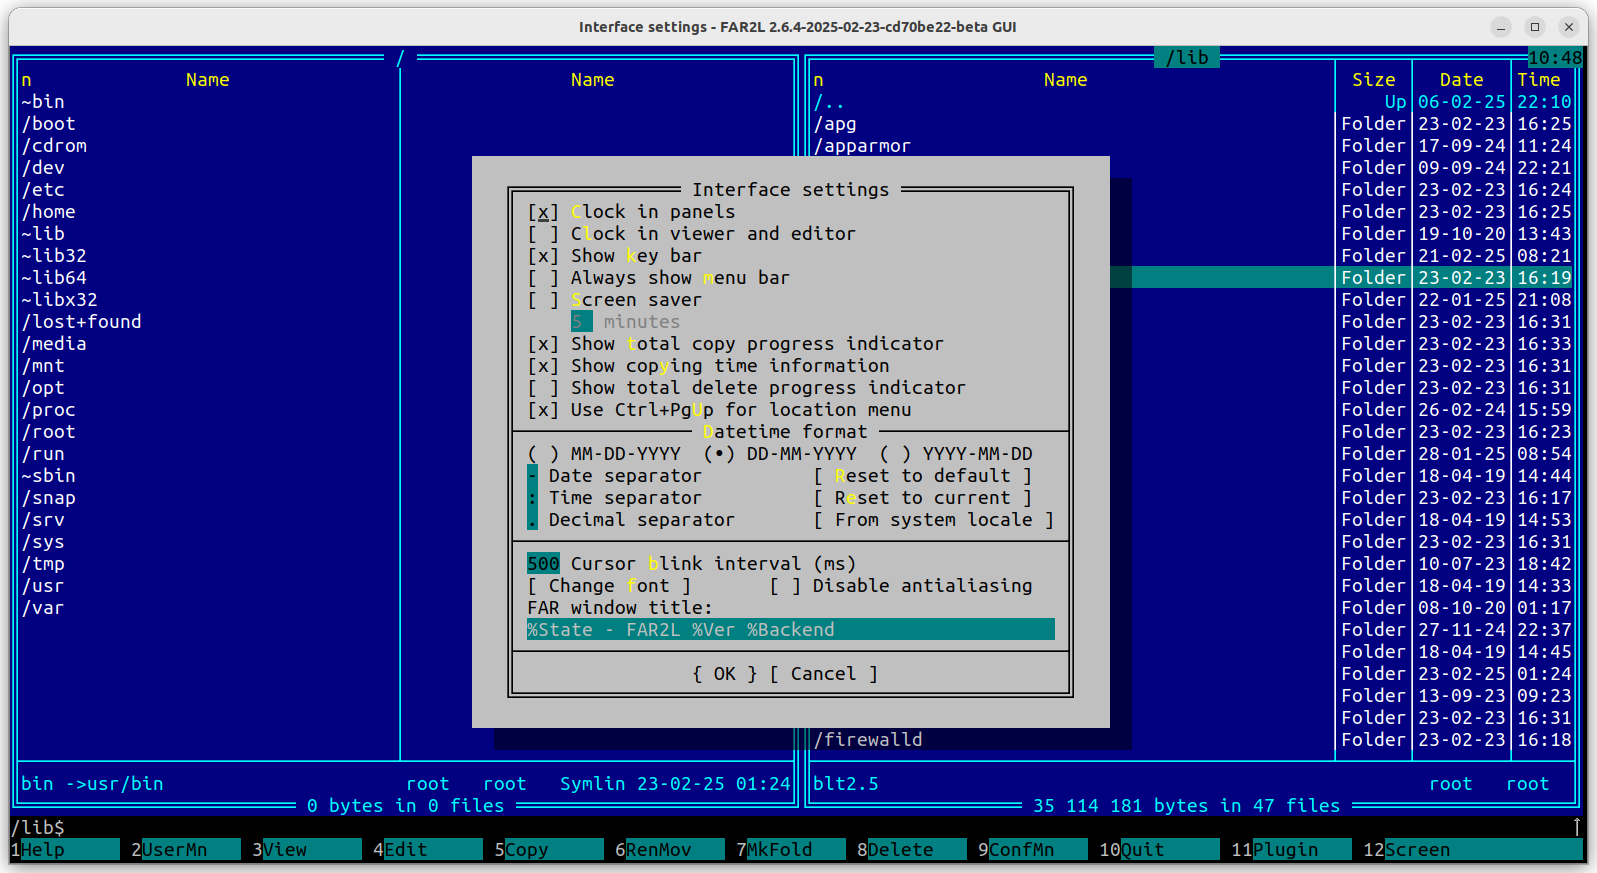 Interface settings - FAR2L 2.6.4-2025-02-23-cd70be22-beta GUI
/
/lib
10:48
n Name Name
~bin
/boot
/cdrom
/dev
/etc
/home
~lib
~lib32
~lib64
~libx32
/lost+found
/media
/mnt
/opt
/proc
/root
/run
~sbin
/snap
/srv
/sys
/tmp
/usr
/var
bin ->usr/bin root root Symlin 23-02-25 01:24
0 bytes in 0 files
n Name Size Date Time
/.. Up 06-02-25 22:10
/apg Folder 23-02-23 16:25
/apparmor Folder 17-09-24 11:24
Folder 09-09-24 22:21
Folder 23-02-23 16:24
Folder 23-02-23 16:25
Folder 19-10-20 13:43
Folder 21-02-25 08:21
Folder 23-02-23 16:19
Folder 22-01-25 21:08
Folder 23-02-23 16:31
Folder 23-02-23 16:33
Folder 23-02-23 16:31
Folder 23-02-23 16:31
Folder 26-02-24 15:59
Folder 23-02-23 16:23
Folder 28-01-25 08:54
Folder 18-04-19 14:44
Folder 23-02-23 16:17
Folder 18-04-19 14:53
Folder 23-02-23 16:31
Folder 10-07-23 18:42
Folder 18-04-19 14:33
Folder 08-10-20 01:17
Folder 27-11-24 22:37
Folder 18-04-19 14:45
Folder 23-02-25 01:24
Folder 13-09-23 09:23
Folder 23-02-23 16:31
/firewalld Folder 23-02-23 16:18
blt2.5 root root
35 114 181 bytes in 47 files
Interface settings
[x] Clock in panels
[ ] Clock in viewer and editor
[x] Show key bar
[ ] Always show menu bar
[ ] Screen saver
5 minutes
[x] Show total copy progress indicator
[x] Show copying time information
[ ] Show total delete progress indicator
[x] Use Ctrl+PgUp for location menu
Datetime format
( ) MM-DD-YYYY (•) DD-MM-YYYY ( ) YYYY-MM-DD
- Date separator [ Reset to default ]
: Time separator [ Reset to current ]
. Decimal separator [ From system locale ]
500 Cursor blink interval (ms)
[ Change font ] [ ] Disable antialiasing
FAR window title:
%State - FAR2L %Ver %Backend
{ OK } [ Cancel ]
/lib$ ↑
1Help 2UserMn 3View 4Edit 5Copy 6RenMov 7MkFold 8Delete 9ConfMn 10Quit 11Plugin 12Screen